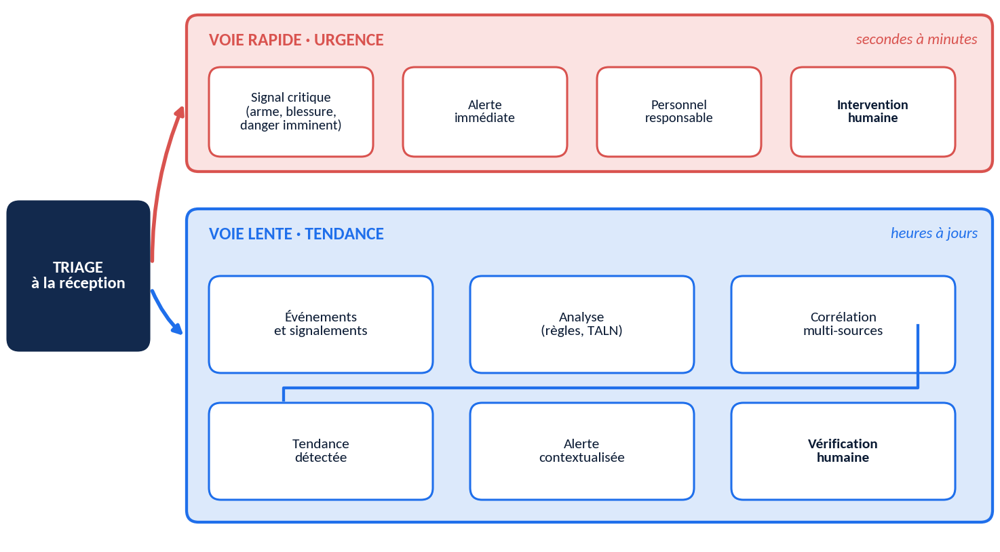 VOIE RAPIDE · URGENCE
secondes à minutes
Signal critique
(arme, blessure,
danger imminent)
Alerte
immédiate
Personnel
responsable
Intervention
humaine
TRIAGE
à la réception
VOIE LENTE · TENDANCE
heures à jours
Événements
et signalements
Analyse
(règles, TALN)
Corrélation
multi-sources
Tendance
détectée
Alerte
contextualisée
Vérification
humaine